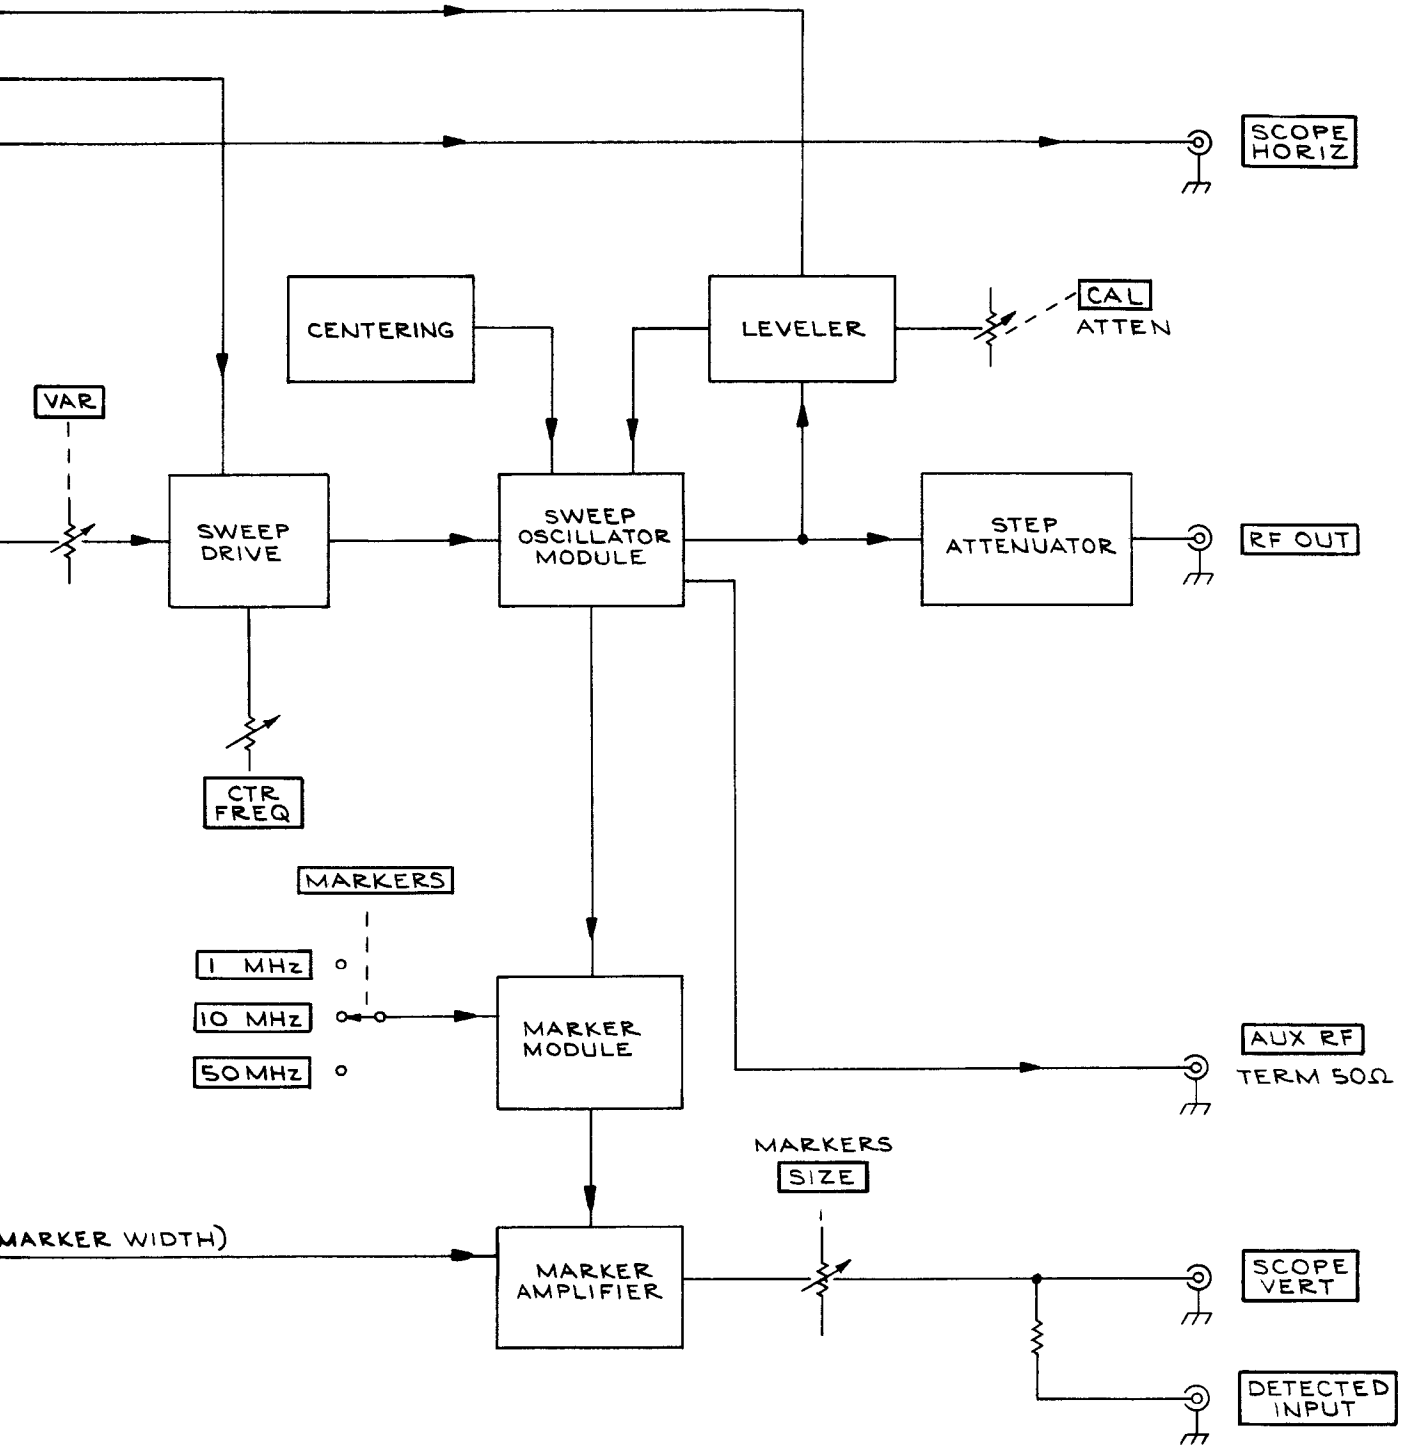 SCOPE
HORIZ
CENTERING
LEVELER
CAL
ATTEN
VAR
SWEEP
DRIVE
SWEEP
OSCILLATOR
MODULE
STEP
ATTENUATOR
RF OUT
CTR
FREQ
MARKERS
1 MHz
10 MHz
50 MHz
MARKER
MODULE
AUX RF
TERM 50Ω
MARKERS
SIZE
MARKER WIDTH)
MARKER
AMPLIFIER
SCOPE
VERT
DETECTED
INPUT